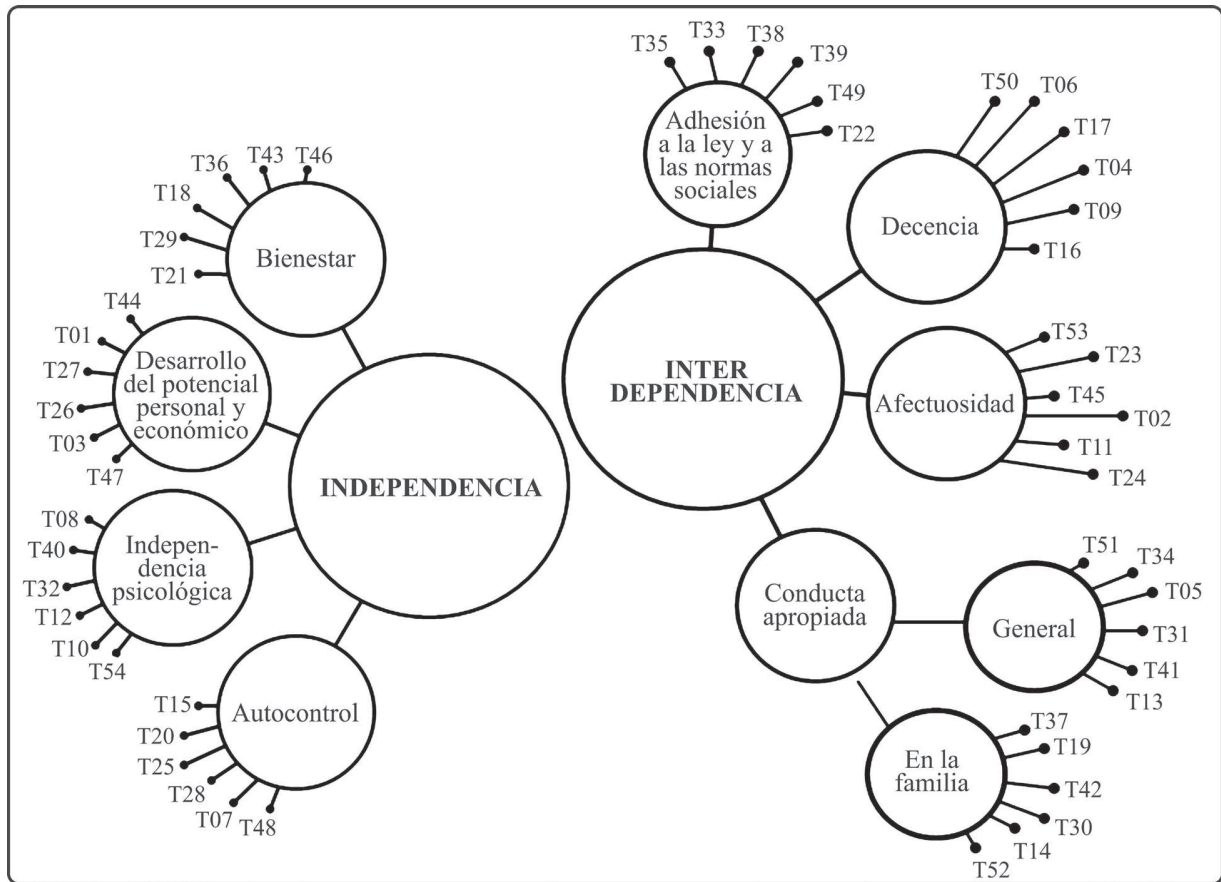 T46
T43
T36
T18
T29
T21
Bienestar
T44
T01
T27
T26
T03
T47
Desarrollo
del potencial
personal y
económico
INDEPENDENCIA
T08
T40
T32
T12
T10
T54
Indepen-
dencia
psicológica
T15
T20
T25
T28
T07
T48
Autocontrol
T35
T33
T38
T39
T49
T22
Adhesión
a la ley y a
las normas
sociales
T50
T06
T17
T04
T09
T16
Decencia
INTER
DEPENDENCIA
T53
T23
T45
T02
T11
T24
Afectuosidad
Conducta
apropiada
T51
T34
T05
T31
T41
T13
General
T37
T19
T42
T30
T14
T52
En la
familia